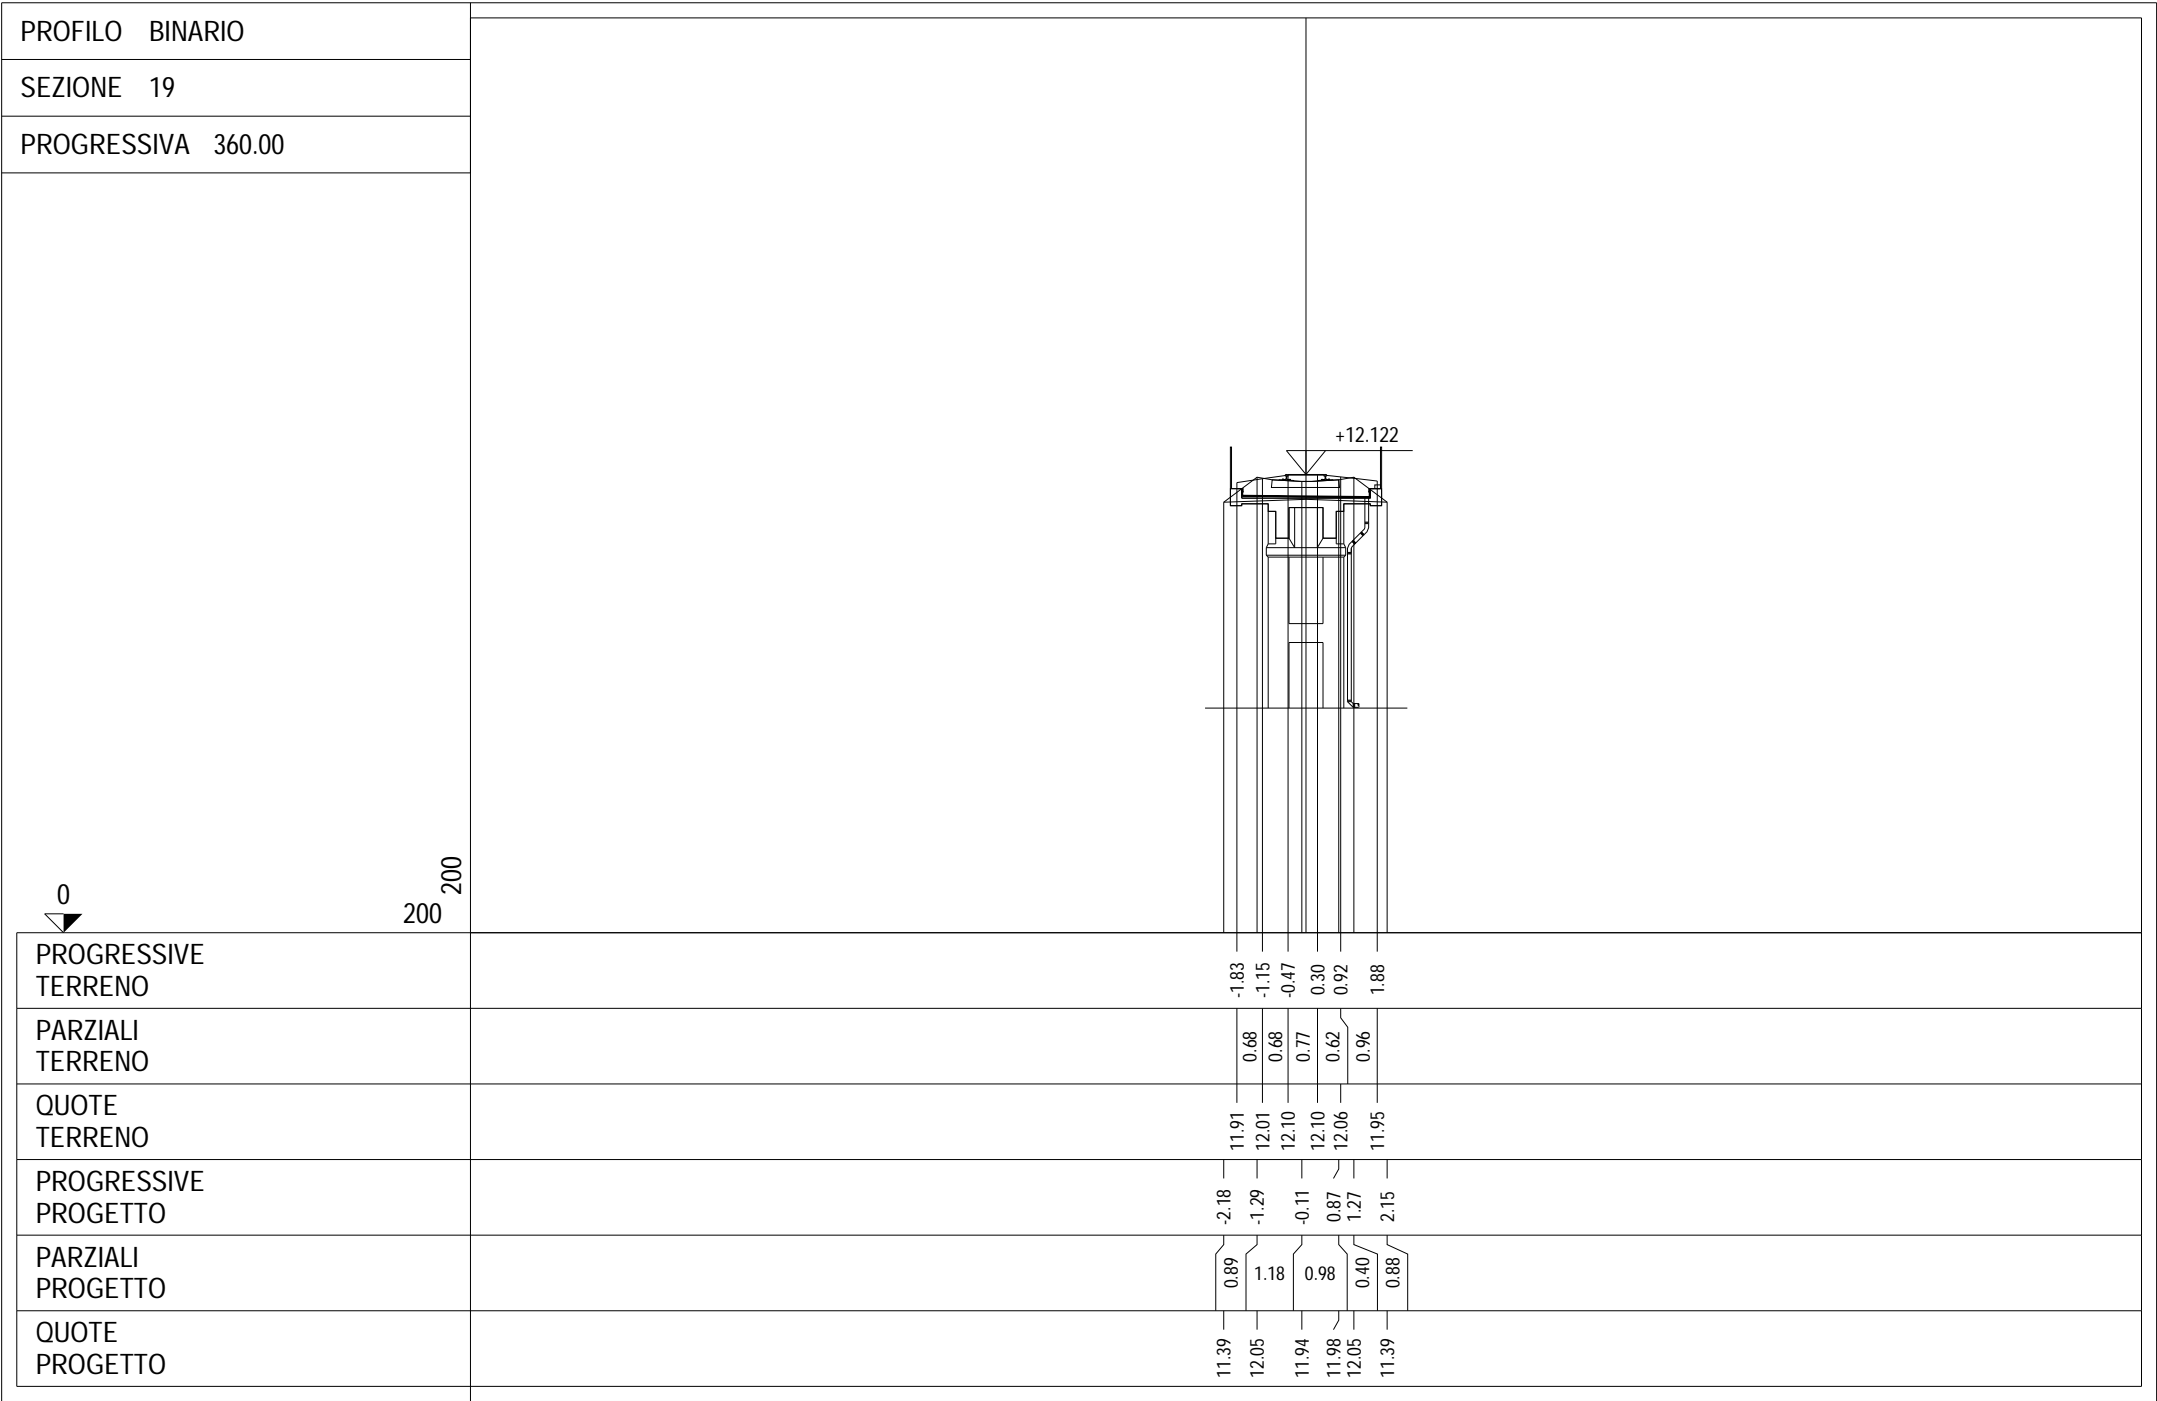 PROFILO BINARIO
SEZIONE 19
PROGRESSIVA 360.00
+12.122
200
0
200
PROGRESSIVE
TERRENO
-1.83 -1.15 -0.47 0.30 0.92 1.88
PARZIALI
TERRENO
0.68 0.68 0.77 0.62 0.96
QUOTE
TERRENO
11.91 12.01 12.10 12.10 12.06 11.95
PROGRESSIVE
PROGETTO
-2.18 -1.29 -0.11 0.87 1.27 2.15
PARZIALI
PROGETTO
0.89 1.18 0.98 0.40 0.88
QUOTE
PROGETTO
11.39 12.05 11.94 11.98 12.05 11.39